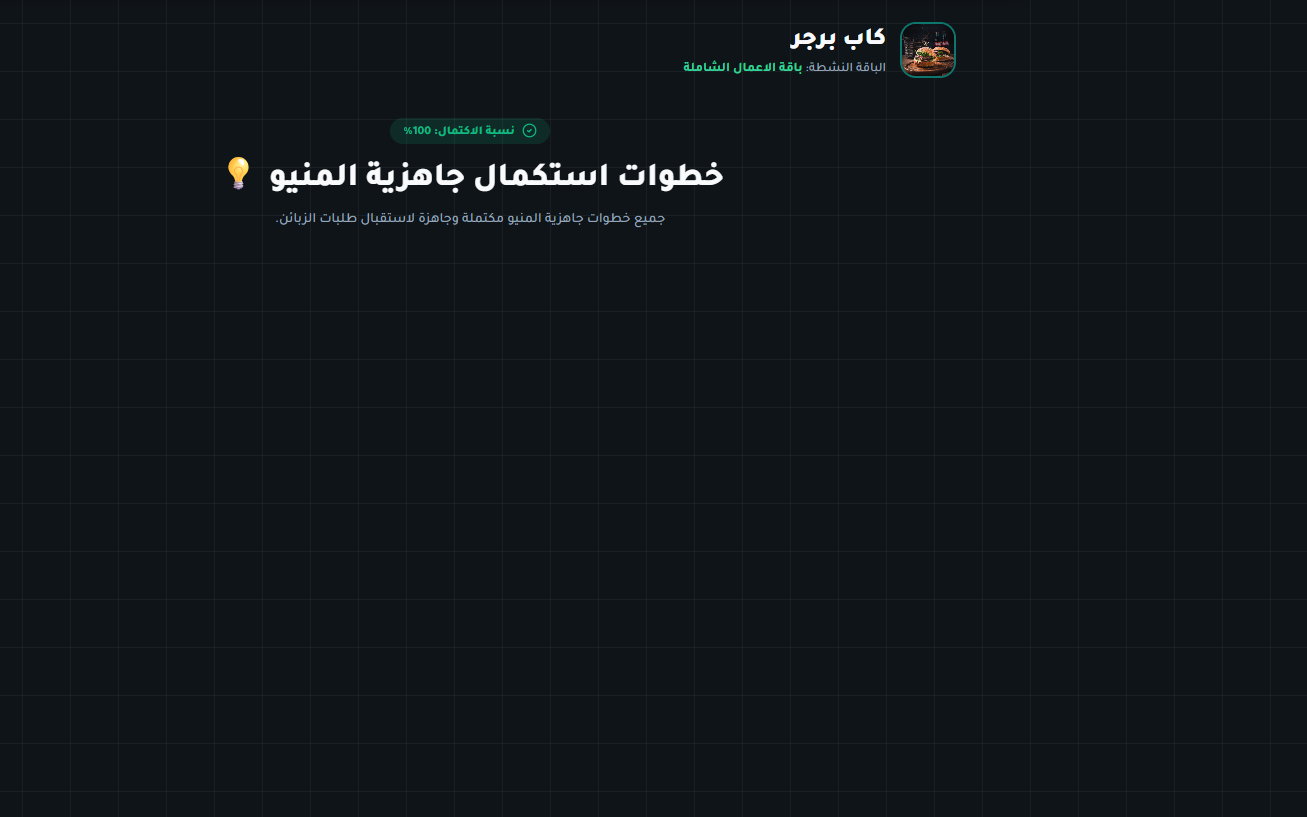 كاب برجر
الباقة النشطة: باقة الاعمال الشاملة
نسبة الاكتمال: 100%
خطوات استكمال جاهزية المنيو 💡
جميع خطوات جاهزية المنيو مكتملة وجاهزة لاستقبال طلبات الزبائن.